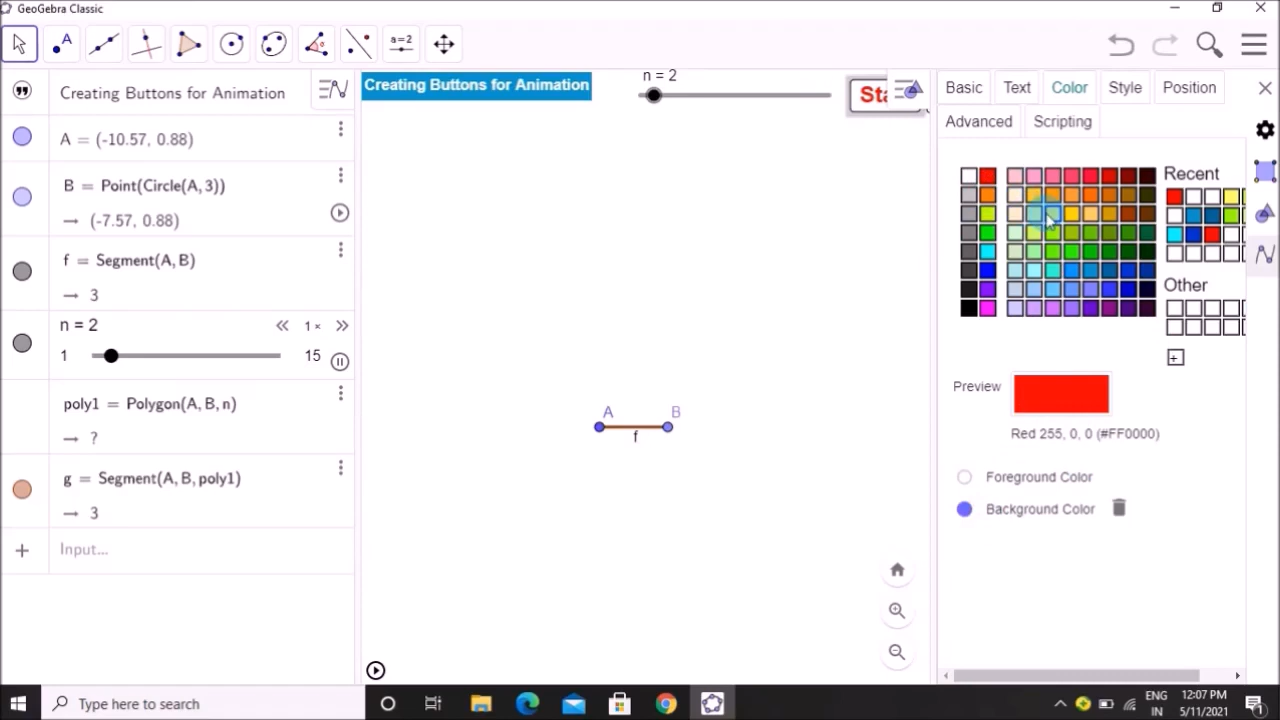 GeoGebra Classic
a=2
Creating Buttons for Animation
A = (-10.57, 0.88)
B = Point(Circle(A, 3))
→ (-7.57, 0.88)
f = Segment(A, B)
→ 3
n = 2
1 ×
1
15
poly1 = Polygon(A, B, n)
→ ?
g = Segment(A, B, poly1)
→ 3
Input...
Creating Buttons for Animation
n = 2
A
B
f
Basic
Text
Color
Style
Position
Advanced
Scripting
Recent
Other
Preview
Red 255, 0, 0 (#FF0000)
Foreground Color
Background Color
Type here to search
ENG
IN
12:07 PM
5/11/2021
1